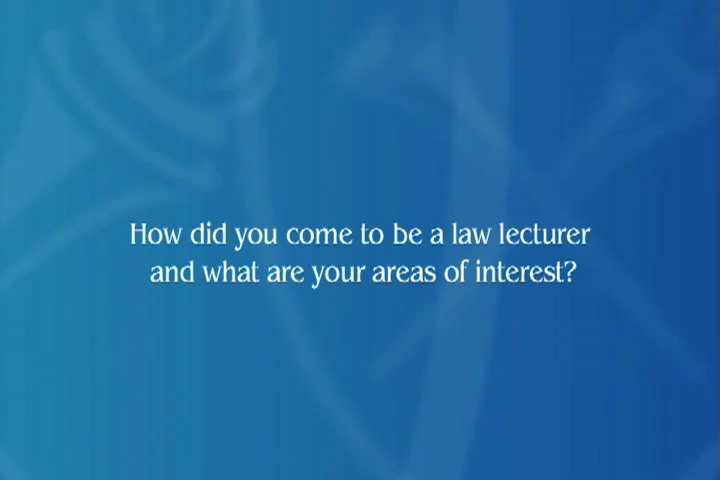 How did you come to be a law lecturer
and what are your areas of interest?